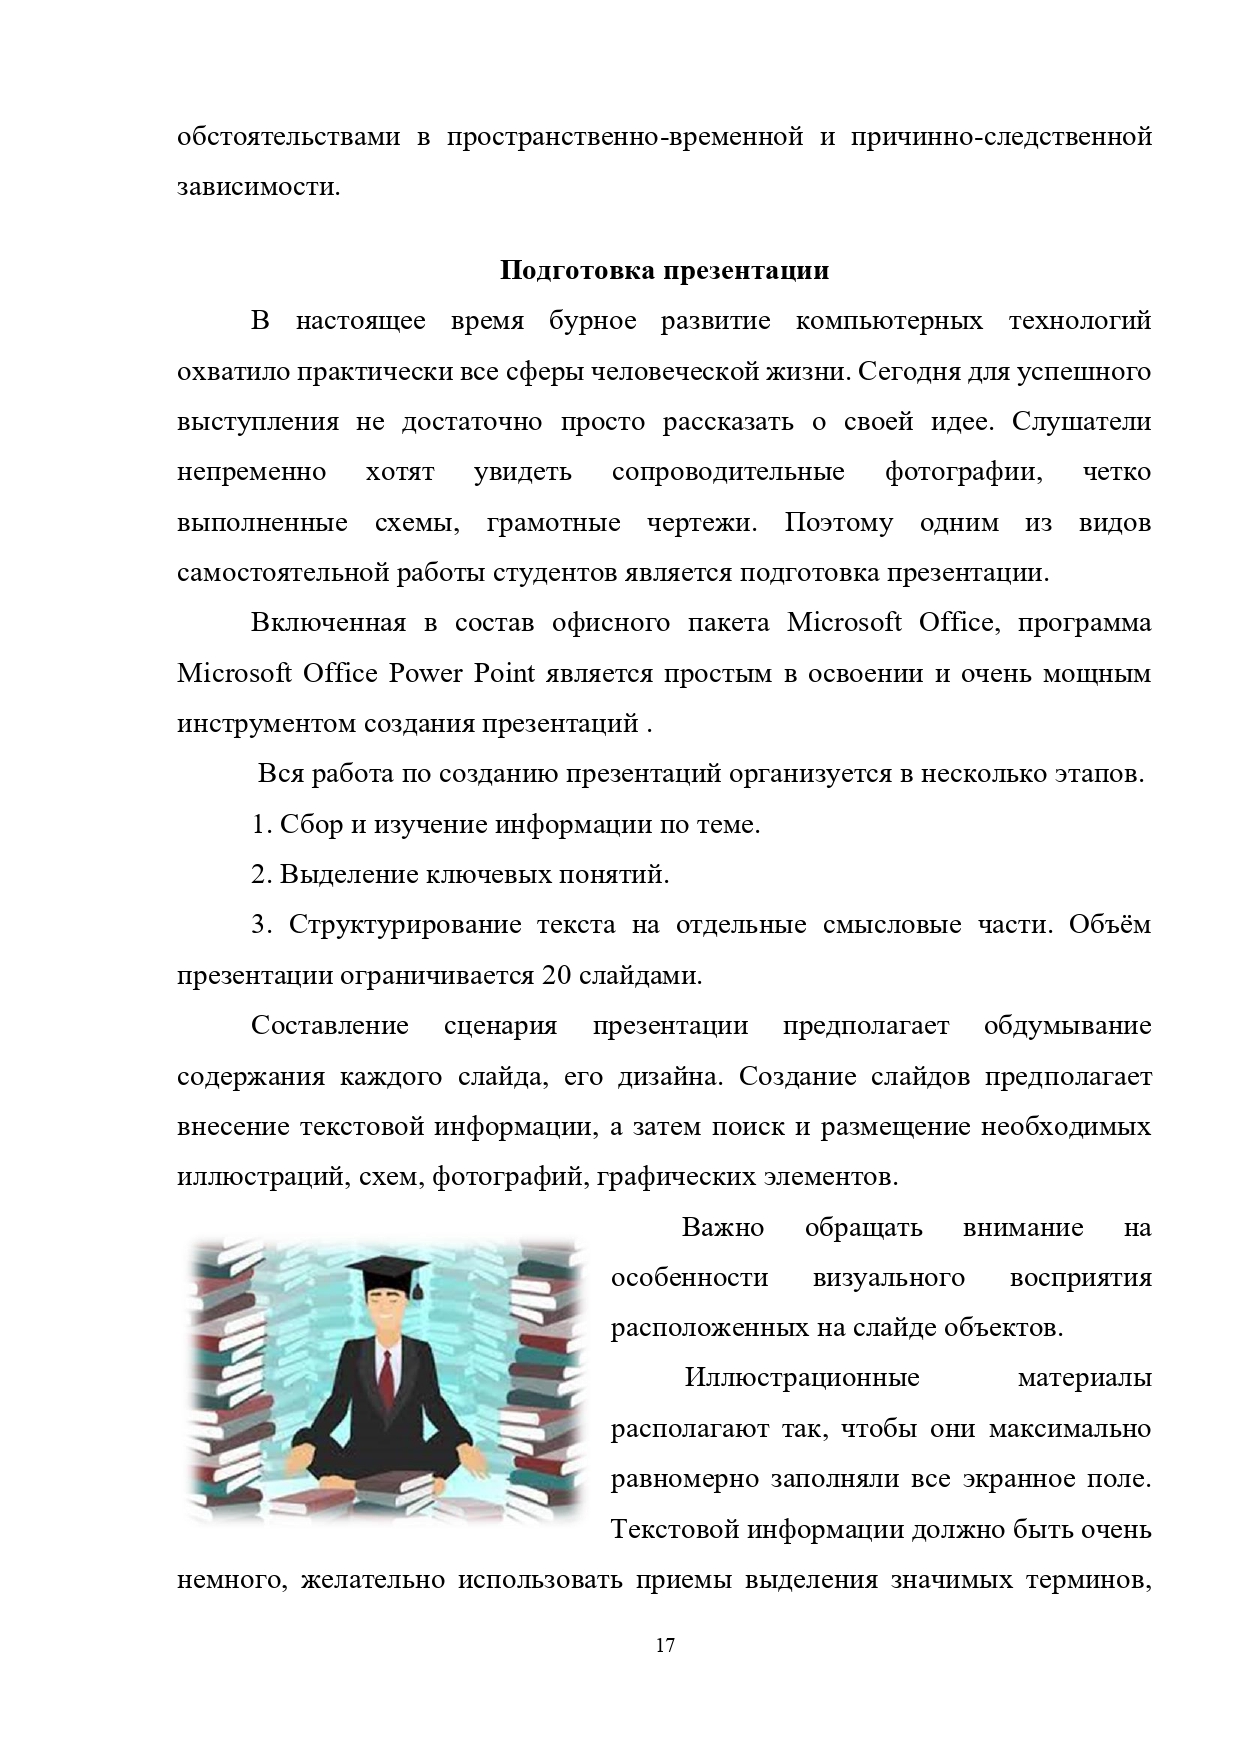 обстоятельствами в пространственно-временной и причинно-следственной
зависимости.
Подготовка презентации
В настоящее время бурное развитие компьютерных технологий
охватило практически все сферы человеческой жизни. Сегодня для успешного
выступления не достаточно просто рассказать о своей идее. Слушатели
непременно хотят увидеть сопроводительные фотографии, четко
выполненные схемы, грамотные чертежи. Поэтому одним из видов
самостоятельной работы студентов является подготовка презентации.
Включенная в состав офисного пакета Microsoft Office, программа
Microsoft Office Power Point является простым в освоении и очень мощным
инструментом создания презентаций .
Вся работа по созданию презентаций организуется в несколько этапов.
1. Сбор и изучение информации по теме.
2. Выделение ключевых понятий.
3. Структурирование текста на отдельные смысловые части. Объём
презентации ограничивается 20 слайдами.
Составление сценария презентации предполагает обдумывание
содержания каждого слайда, его дизайна. Создание слайдов предполагает
внесение текстовой информации, а затем поиск и размещение необходимых
иллюстраций, схем, фотографий, графических элементов.
Важно обращать внимание на
особенности визуального восприятия
расположенных на слайде объектов.
Иллюстрационные материалы
располагают так, чтобы они максимально
равномерно заполняли все экранное поле.
Текстовой информации должно быть очень
немного, желательно использовать приемы выделения значимых терминов,
17